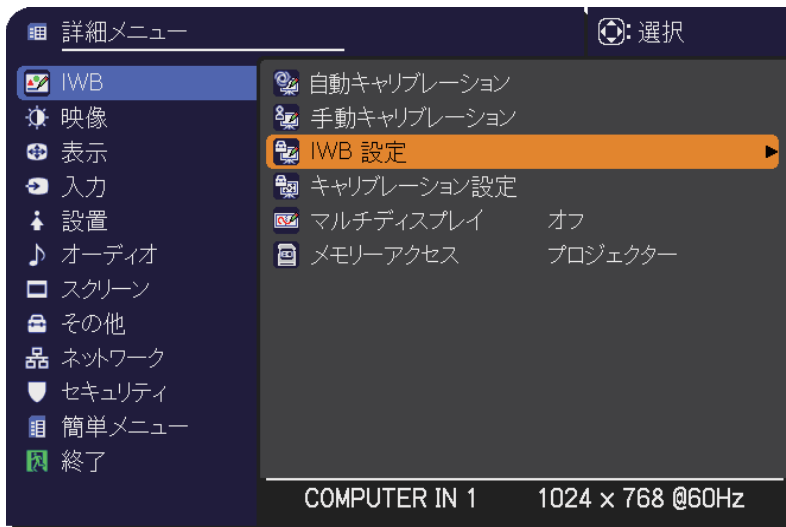 詳細メニュー
:選択
IWB
映像
表示
入力
設置
オーディオ
スクリーン
その他
ネットワーク
セキュリティ
簡単メニュー
終了
自動キャリブレーション
手動キャリブレーション
IWB 設定
キャリブレーション設定
マルチディスプレイ オフ
メモリーアクセス プロジェクター
COMPUTER IN 1 1024 x 768 @60Hz